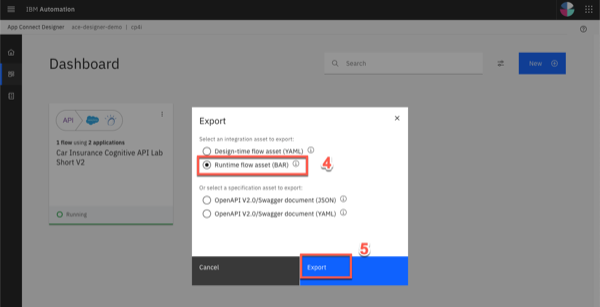 IBM Automation
App Connect Designer ace-designer-demo | cp4i
Dashboard
Search
New
API
1 flow using 2 applications
Car Insurance Cognitive API Lab
Short V2
Running
Export
Select an integration asset to export:
Design-time flow asset (YAML)
Runtime flow asset (BAR)
4
Or select a specification asset to export:
OpenAPI V2.0/Swagger document (JSON)
OpenAPI V2.0/Swagger document (YAML)
5
Cancel
Export